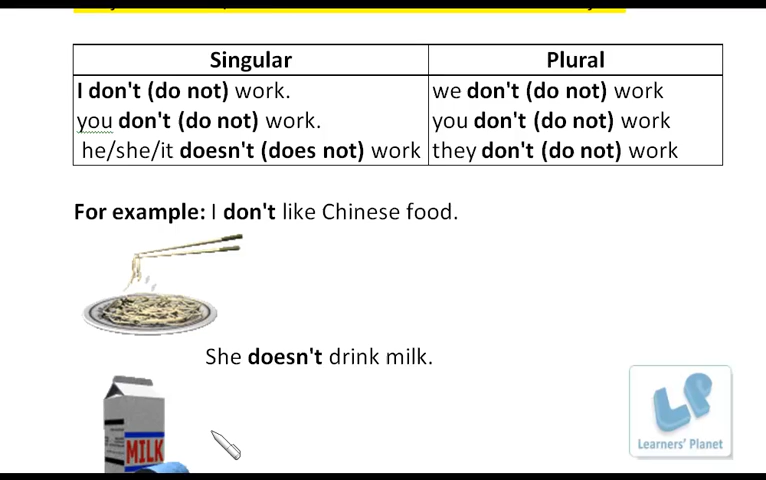 Singular Plural
I don't (do not) work. we don't (do not) work
you don't (do not) work. you don't (do not) work
he/she/it doesn't (does not) work they don't (do not) work
For example: I don't like Chinese food.
She doesn't drink milk.
MILK
LP
Learners' Planet